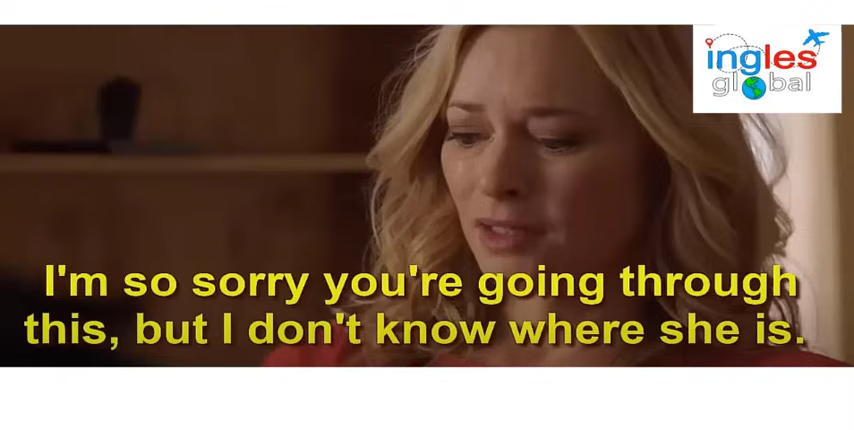 ingles
global
I'm so sorry you're going through
this, but I don't know where she is.